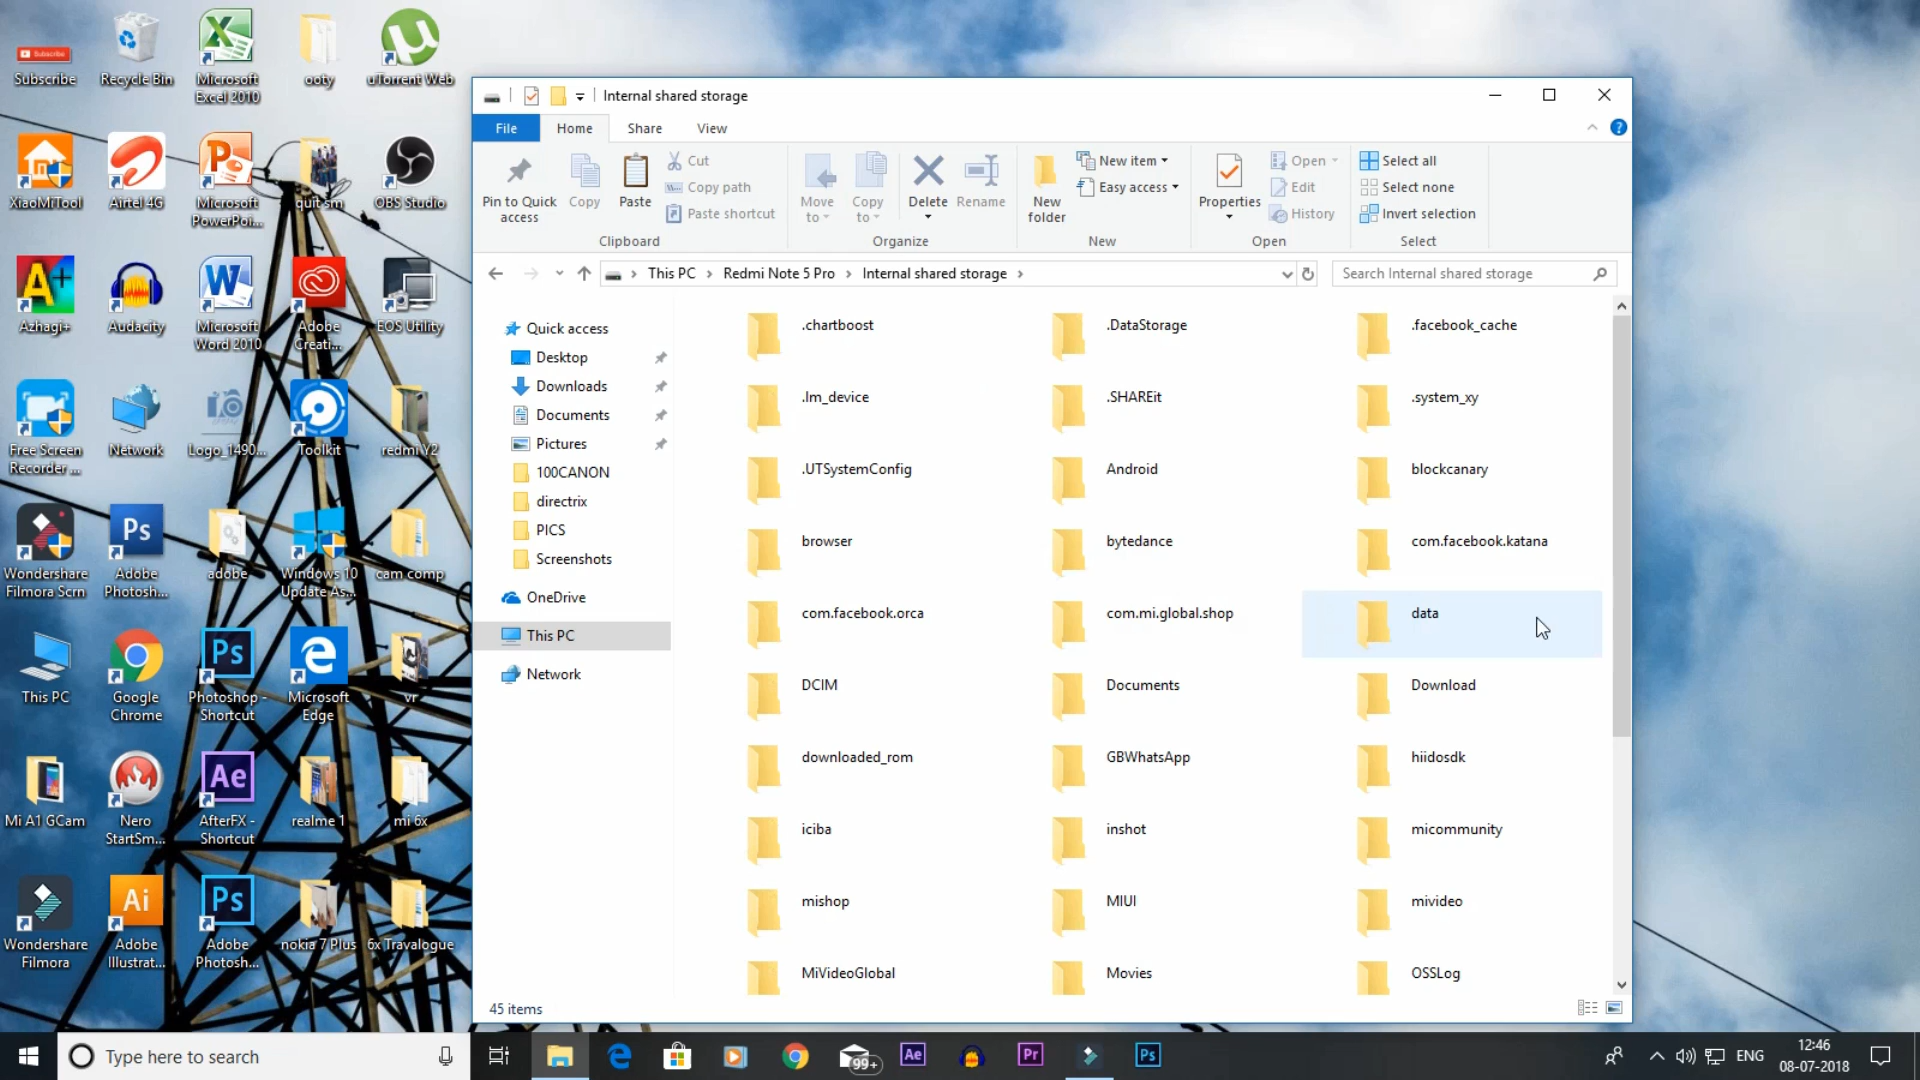 Subscribe
Subscribe
Recycle Bin
Microsoft
Excel 2010
ooty
uTorrent Web
XiaoMiTool
Airtel 4G
Microsoft
PowerPoi...
quit sm
OBS Studio
Azhagi+
Audacity
Microsoft
Word 2010
Adobe
Creati...
EOS Utility
Free Screen
Recorder ...
Network
Logo_1490...
Toolkit
redmi Y2
Wondershare
Filmora Scrn
Adobe
Photosh...
adobe
Windows 10
Update As...
cam comp
This PC
Google
Chrome
Photoshop -
Shortcut
Microsoft
Edge
vr
Mi A1 GCam
Nero
StartSm...
AfterFX -
Shortcut
realme 1
mi 6x
Wondershare
Filmora
Adobe
Illustrat...
Adobe
Photosh...
nokia 7 Plus
6x Travalogue
Internal shared storage
File
Home
Share
View
Pin to Quick
access
Copy
Paste
Cut
Copy path
Paste shortcut
Clipboard
Move
to
Copy
to
Delete
Rename
Organize
New
folder
New item
Easy access
New
Properties
Open
Edit
History
Open
Select all
Select none
Invert selection
Select
This PC > Redmi Note 5 Pro > Internal shared storage >
Search Internal shared storage
Quick access
Desktop
Downloads
Documents
Pictures
100CANON
directrix
PICS
Screenshots
OneDrive
This PC
Network
.chartboost
.DataStorage
.facebook_cache
.lm_device
.SHAREit
.system_xy
.UTSystemConfig
Android
blockcanary
browser
bytedance
com.facebook.katana
com.facebook.orca
com.mi.global.shop
data
DCIM
Documents
Download
downloaded_rom
GBWhatsApp
hiidosdk
iciba
inshot
micommunity
mishop
MIUI
mivideo
MiVideoGlobal
Movies
OSSLog
45 items
Type here to search
99+
Ae
Pr
Ps
ENG
12:46
08-07-2018